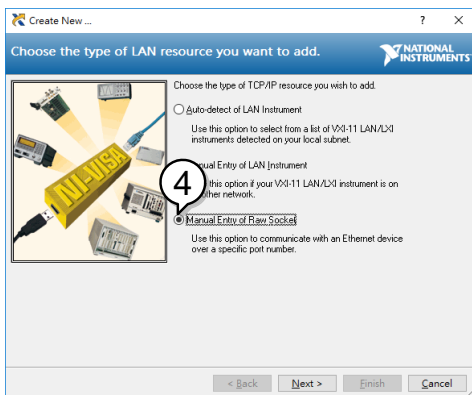 Create New ...
? ×
Choose the type of LAN resource you want to add.
NATIONAL
INSTRUMENTS
Choose the type of TCP/IP resource you wish to add.
Auto-detect of LAN Instrument
Use this option to select from a list of VXI-11 LAN/LXI
instruments detected on your local subnet.
Entry of LAN Instrument
this option if your VXI-11 LAN/LXI instrument is on
network.
4
Manual Entry of Raw Socket
Use this option to communicate with an Ethernet device
over a specific port number.
NI-VISA
< Back Next > Finish Cancel